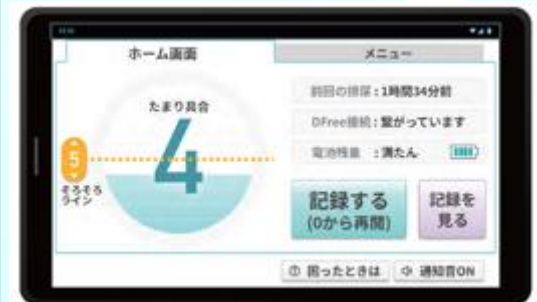 ホーム画面
メニュー
たまり具合
4
5
そろそろ
ライン
前回の排尿：1時間34分前
DFree接続：繋がっています
電池残量　：満たん
記録する
(0から再開)
記録を
見る
困ったときは
通知音ON